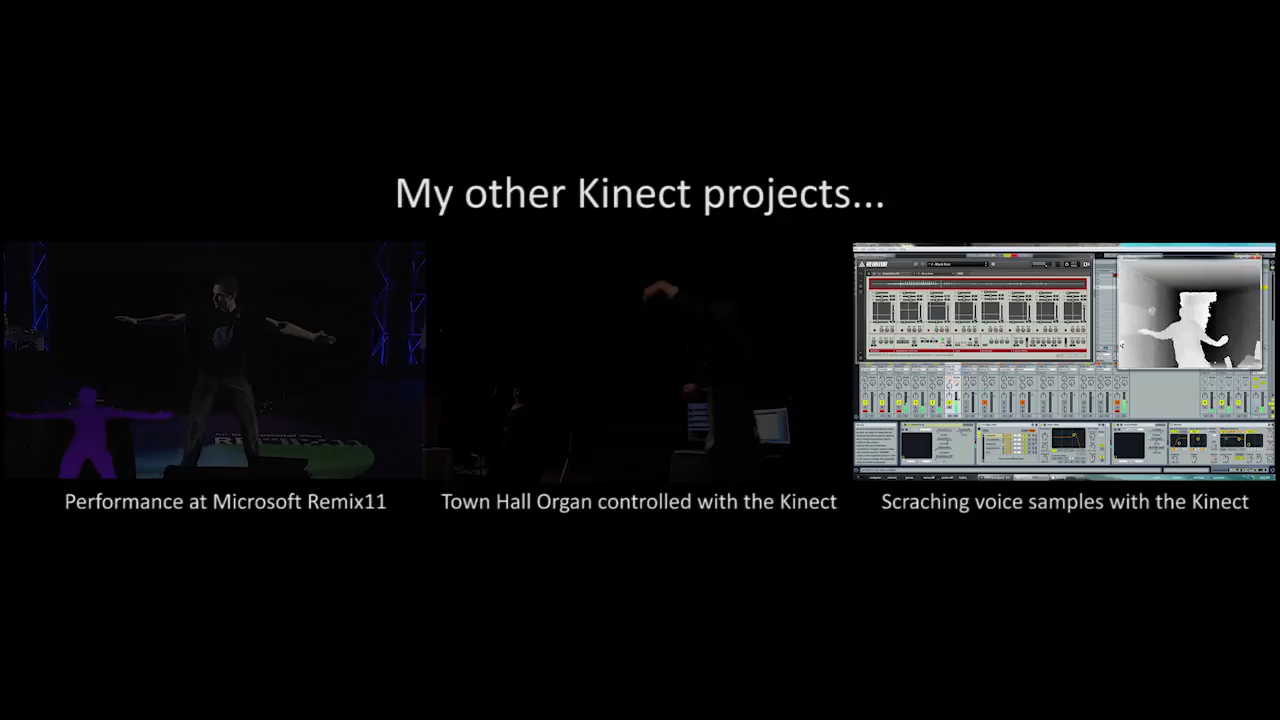 My other Kinect projects...
REAKTOR
Performance at Microsoft Remix11
Town Hall Organ controlled with the Kinect
Scraching voice samples with the Kinect